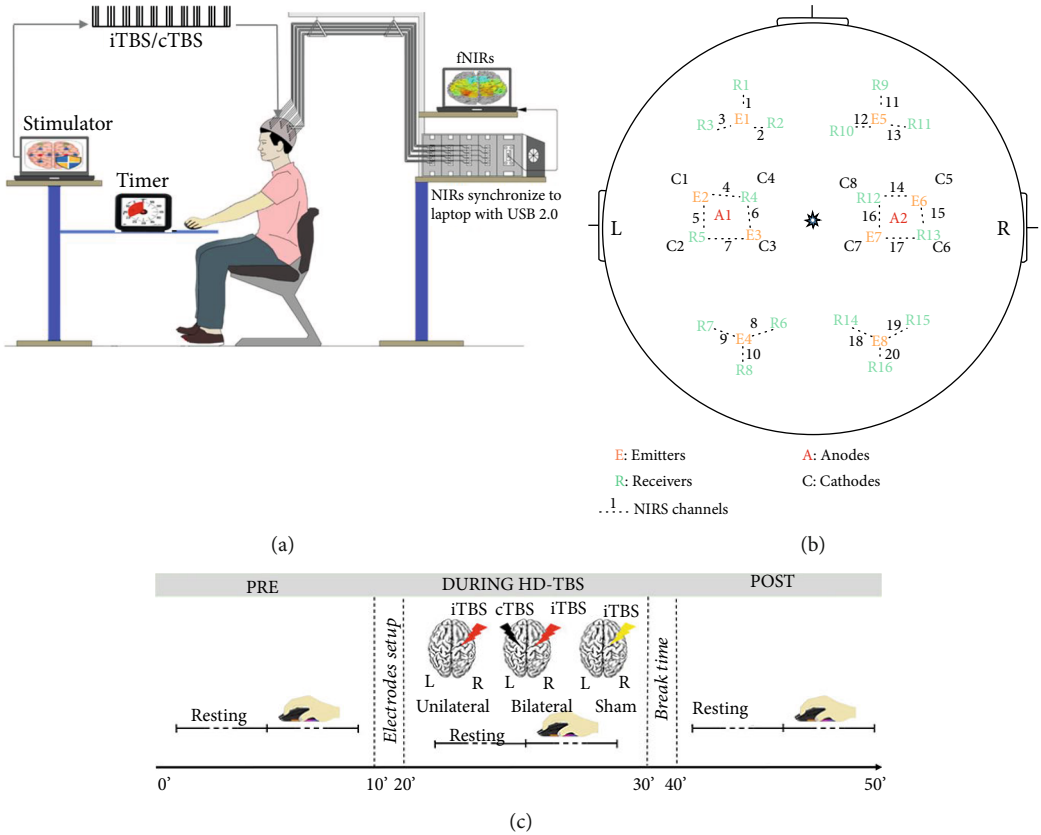 iTBS/cTBS
fNIRs
Stimulator
Timer
NIRs synchronize to
laptop with USB 2.0
(a)
R1
R9
1
11
R3
3
E1
R2
2
R10
12
E5
R11
13
C1
C4
C8
C5
4
14
E2
R4
R12
E6
5
A1
6
16
A2
15
R5
E3
E7
R13
C2
7
C3
C7
17
C6
L
R
R7
8
R6
R14
19
R15
9
E4
18
E8
10
20
R8
R16
E: Emitters
A: Anodes
R: Receivers
C: Cathodes
1
NIRS channels
(b)
PRE
DURING HD-TBS
POST
Electrodes setup
iTBS
cTBS
iTBS
iTBS
L
R
L
R
L
R
Unilateral
Bilateral
Sham
Break time
Resting
Resting
Resting
0’
10’
20’
30’
40’
50’
(c)